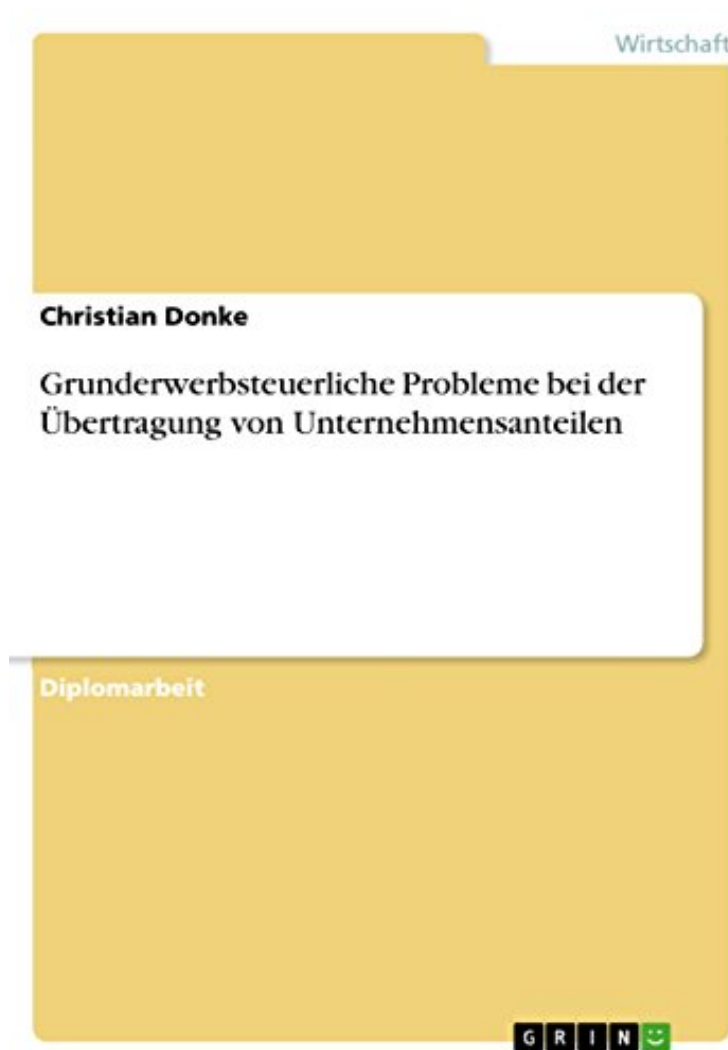 Wirtschaft
Christian Donke
Grunderwerbsteuerliche Probleme bei der
Übertragung von Unternehmensanteilen
Diplomarbeit
GRIN